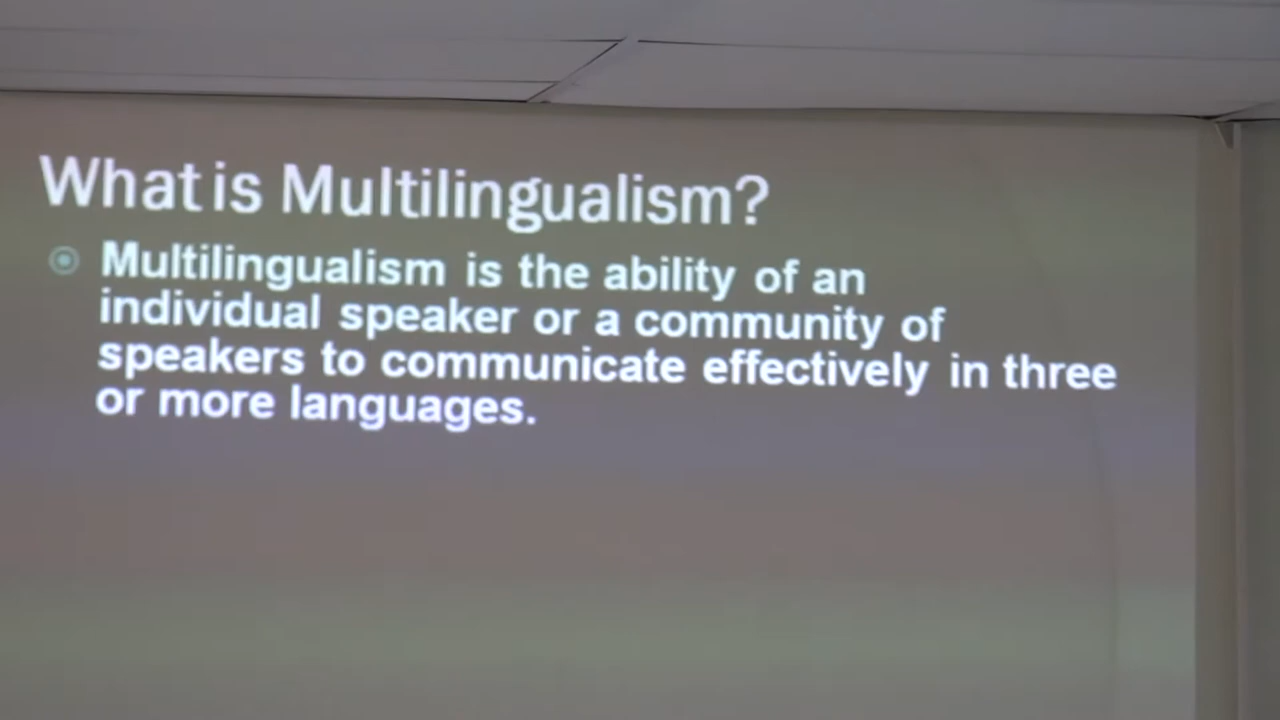 What is Multilingualism?
Multilingualism is the ability of an
individual speaker or a community of
speakers to communicate effectively in three
or more languages.